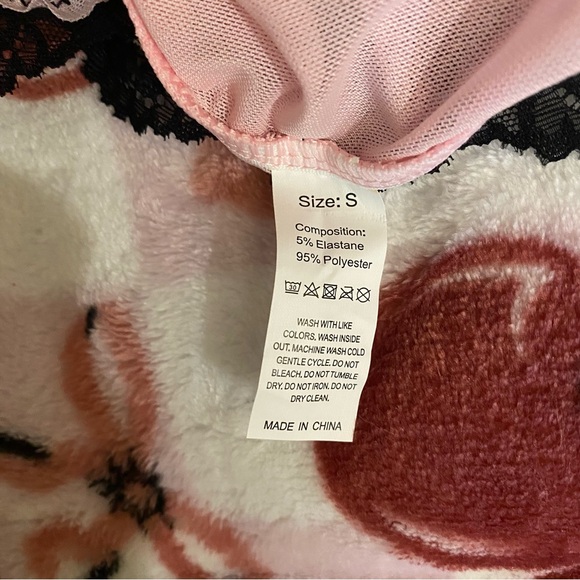 Size: S
Composition:
5% Elastane
95% Polyester
30
WASH WITH LIKE
COLORS. WASH INSIDE
OUT. MACHINE WASH COLD
GENTLE CYCLE. DO NOT
BLEACH. DO NOT TUMBLE
DRY. DO NOT IRON. DO NOT
DRY CLEAN.
MADE IN CHINA